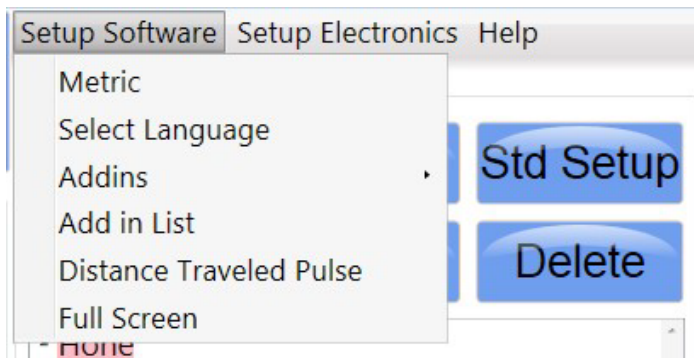 Setup Software Setup Electronics Help
Metric
Select Language
Addins
Std Setup
Add in List
Distance Traveled Pulse
Delete
Full Screen